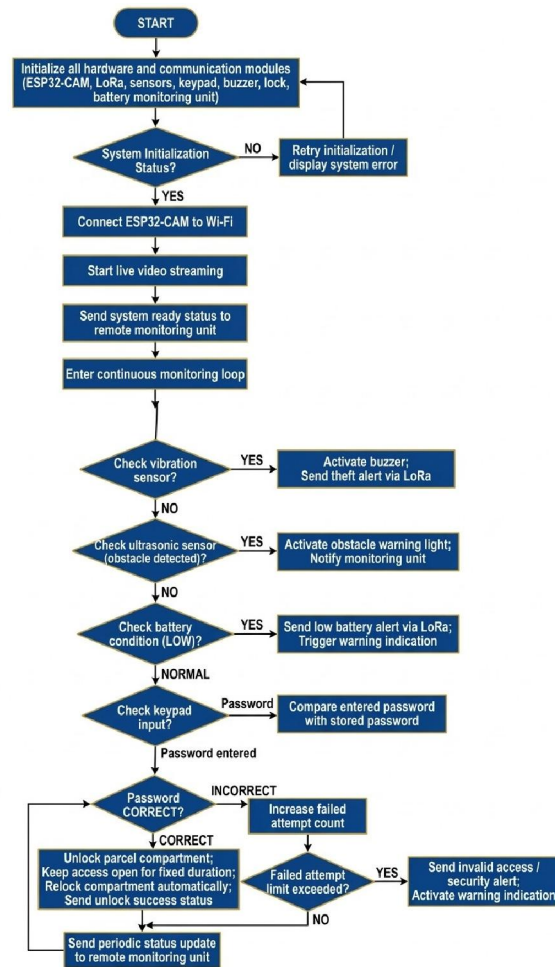 START
Initialize all hardware and communication modules
(ESP32-CAM, LoRa, sensors, keypad, buzzer, lock,
battery monitoring unit)
System Initialization
Status?
NO
Retry initialization /
display system error
YES
Connect ESP32-CAM to Wi-Fi
Start live video streaming
Send system ready status to
remote monitoring unit
Enter continuous monitoring loop
Check vibration
sensor?
YES
Activate buzzer;
Send theft alert via LoRa
NO
Check ultrasonic sensor
(obstacle detected)?
YES
Activate obstacle warning light;
Notify monitoring unit
NO
Check battery
condition (LOW)?
YES
Send low battery alert via LoRa;
Trigger warning indication
NORMAL
Check keypad
input?
Password
Compare entered password
with stored password
Password entered
Password
CORRECT?
INCORRECT
Increase failed
attempt count
CORRECT
Unlock parcel compartment;
Keep access open for fixed duration;
Relock compartment automatically;
Send unlock success status
Failed attempt
limit exceeded?
YES
Send invalid access /
security alert;
Activate warning indication
NO
Send periodic status update
to remote monitoring unit